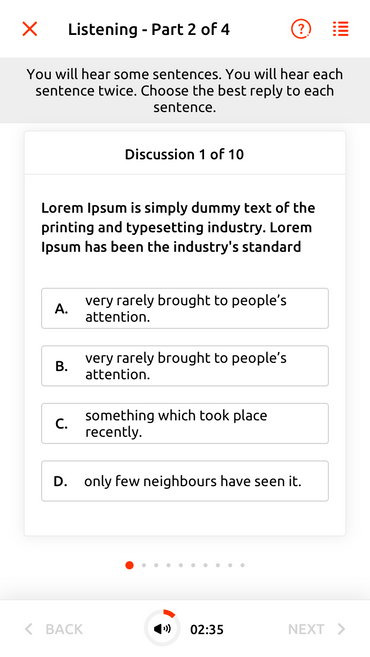 Listening - Part 2 of 4
?
You will hear some sentences. You will hear each
sentence twice. Choose the best reply to each
sentence.
Discussion 1 of 10
Lorem Ipsum is simply dummy text of the
printing and typesetting industry. Lorem
Ipsum has been the industry's standard
A. very rarely brought to people's
attention.
B. very rarely brought to people's
attention.
C. something which took place
recently.
D. only few neighbours have seen it.
BACK
02:35
NEXT